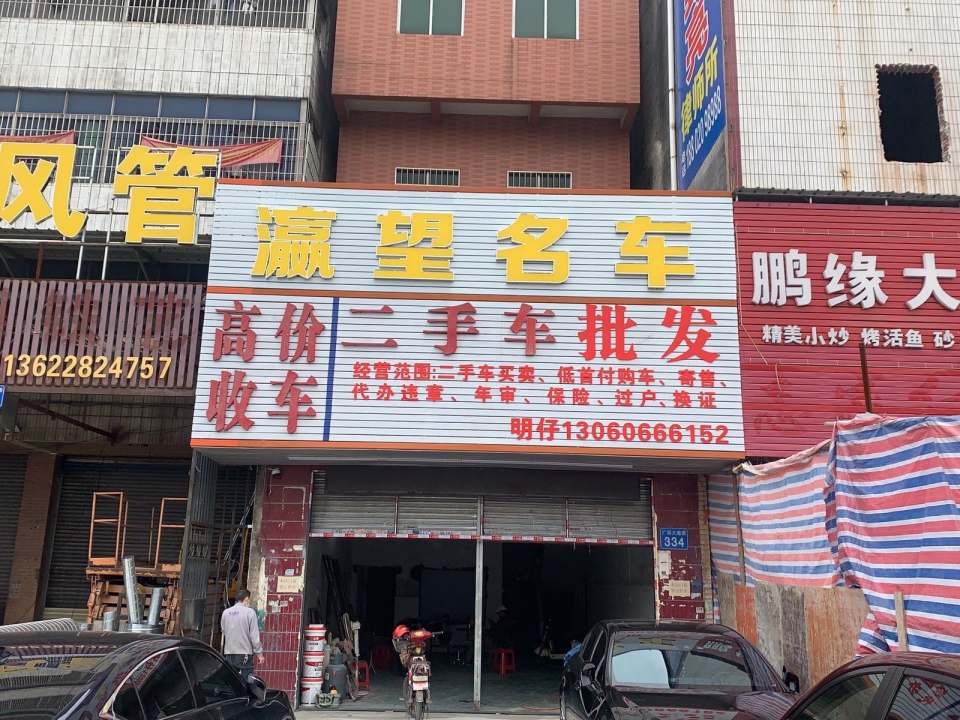 风管
13622824757
瀛望名车
高价
收车
二手车批发
经营范围:二手车买卖、低首付购车、寄售、
代办违章、年审、保险、过户、换证
明仔13060666152
律师所
鹏缘大
精美小炒 烤活鱼 砂
334